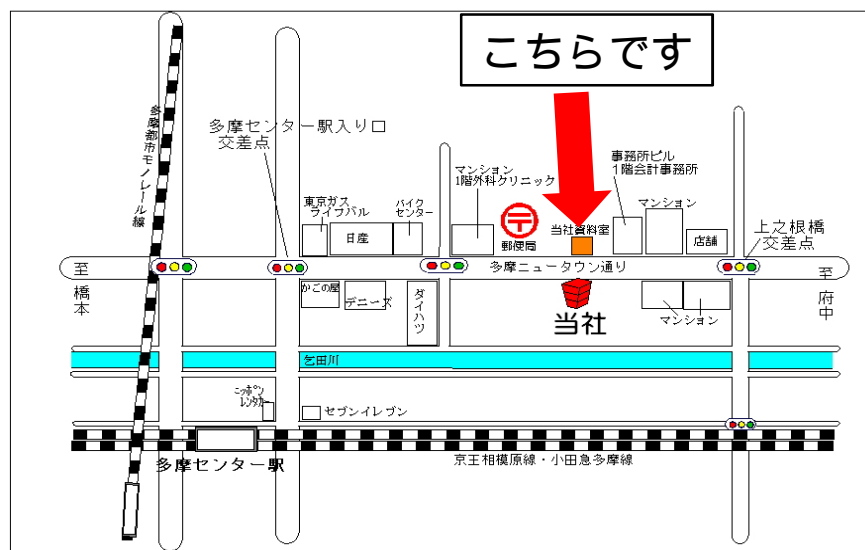 こちらです
多摩都市モノレール線
多摩センター駅入り口
交差点
東京ガス
ライフバル
日産
バイク
センター
マンション
1階外科クリニック
郵便局
当社資料室
事務所ビル
1階会計事務所
マンション
店舗
上之根橋
交差点
至
橋本
多摩ニュータウン通り
至
府中
かごの屋
デニーズ
ダイハツ
当社
マンション
乞田川
ニッポン
レンタカー
セブンイレブン
多摩センター駅
京王相模原線・小田急多摩線